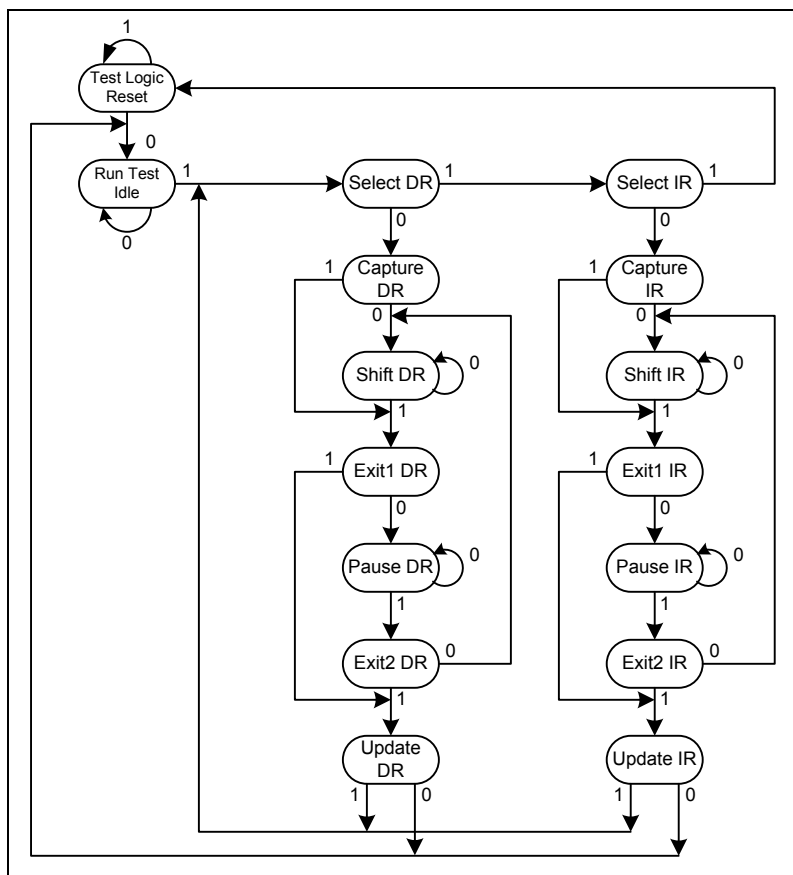 1
Test Logic
Reset
0
Run Test
Idle
1
0
Select DR
1
Select IR
1
0
0
1
Capture
DR
1
Capture
IR
0
0
Shift DR
0
Shift IR
0
1
1
1
Exit1 DR
1
Exit1 IR
0
0
Pause DR
0
Pause IR
0
1
1
Exit2 DR
0
Exit2 IR
0
1
1
Update
DR
Update IR
1
0
1
0